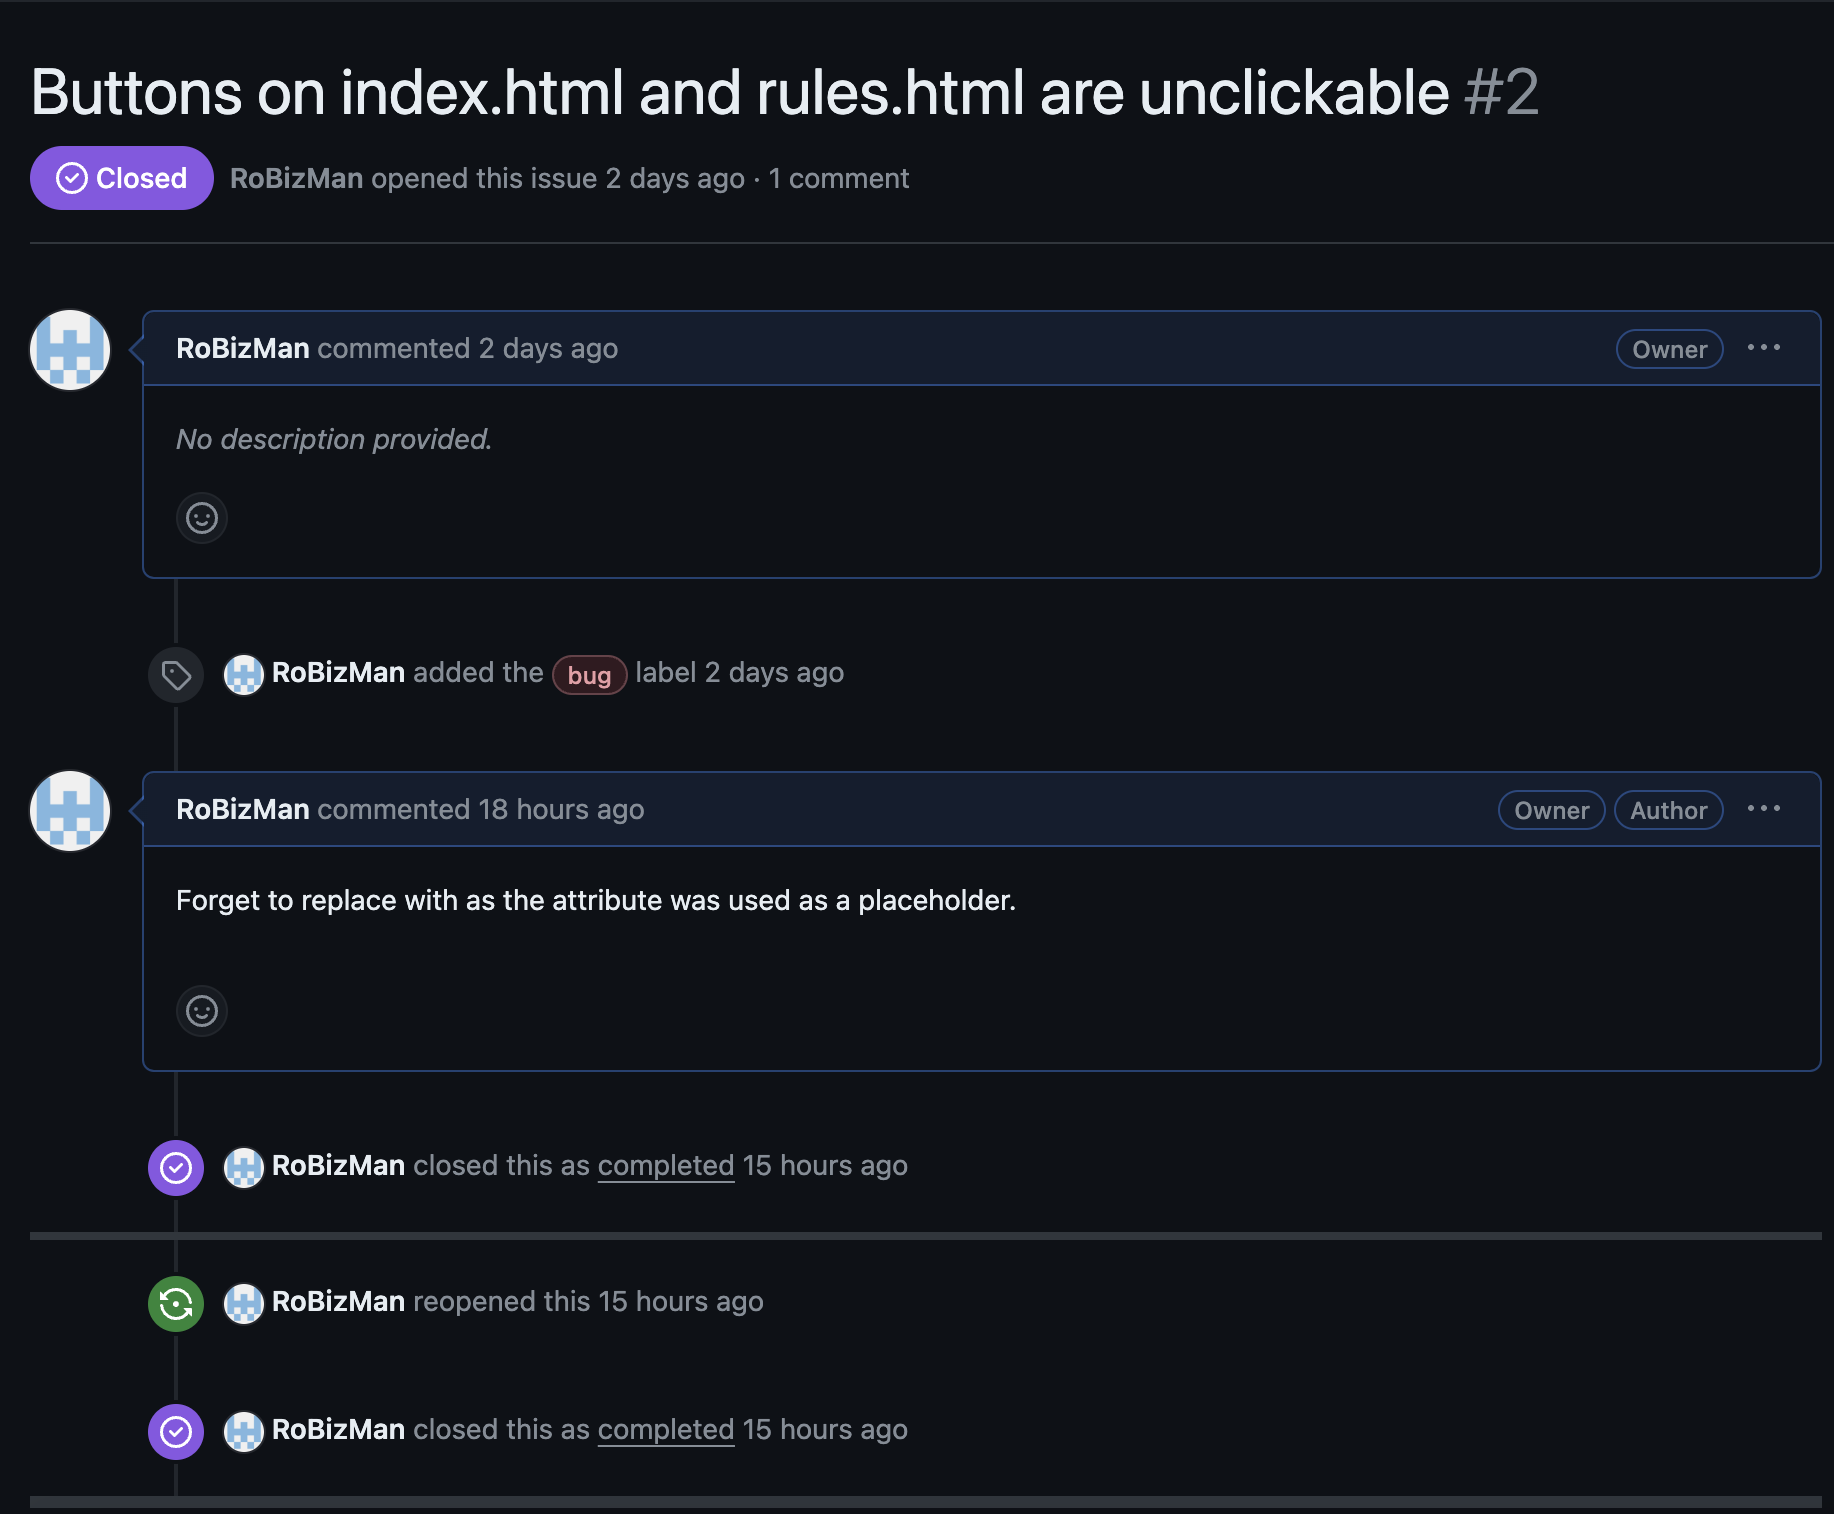 Buttons on index.html and rules.html are unclickable #2
Closed RoBizMan opened this issue 2 days ago · 1 comment
RoBizMan commented 2 days ago Owner ...
No description provided.
RoBizMan added the bug label 2 days ago
RoBizMan commented 18 hours ago Owner Author ...
Forget to replace with as the attribute was used as a placeholder.
RoBizMan closed this as completed 15 hours ago
RoBizMan reopened this 15 hours ago
RoBizMan closed this as completed 15 hours ago